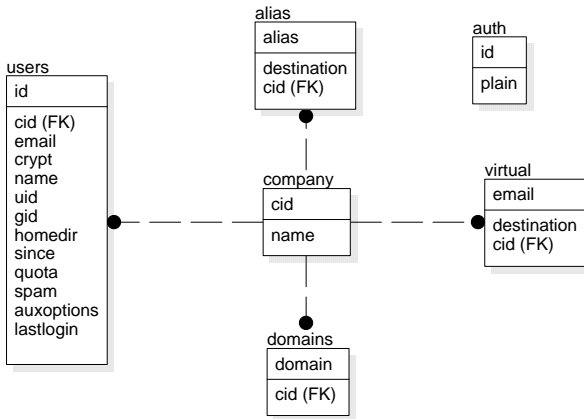 alias
alias
destination
cid (FK)
auth
id
plain
users
id
cid (FK)
email
crypt
name
uid
gid
homedir
since
quota
spam
auxoptions
lastlogin
company
cid
name
virtual
email
destination
cid (FK)
domains
domain
cid (FK)